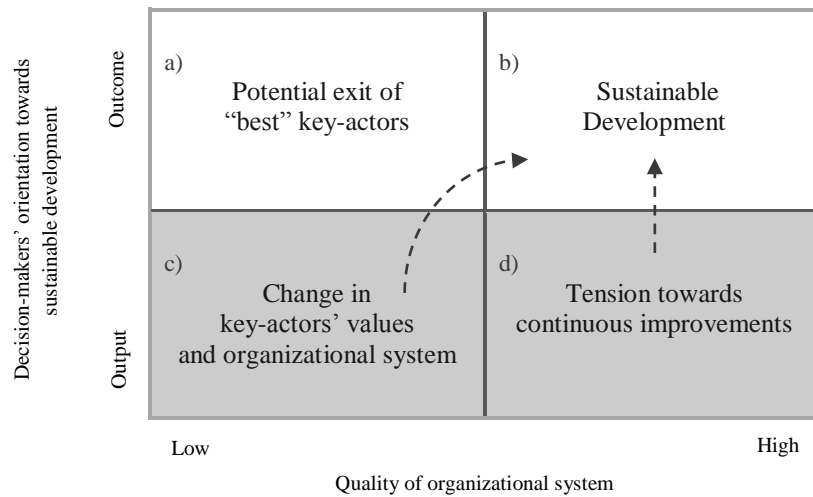 Decision-makers’ orientation towards
sustainable development
Outcome
Output
a)
Potential exit of
“best” key-actors
b)
Sustainable
Development
c)
Change in
key-actors’ values
and organizational system
d)
Tension towards
continuous improvements
Low
High
Quality of organizational system